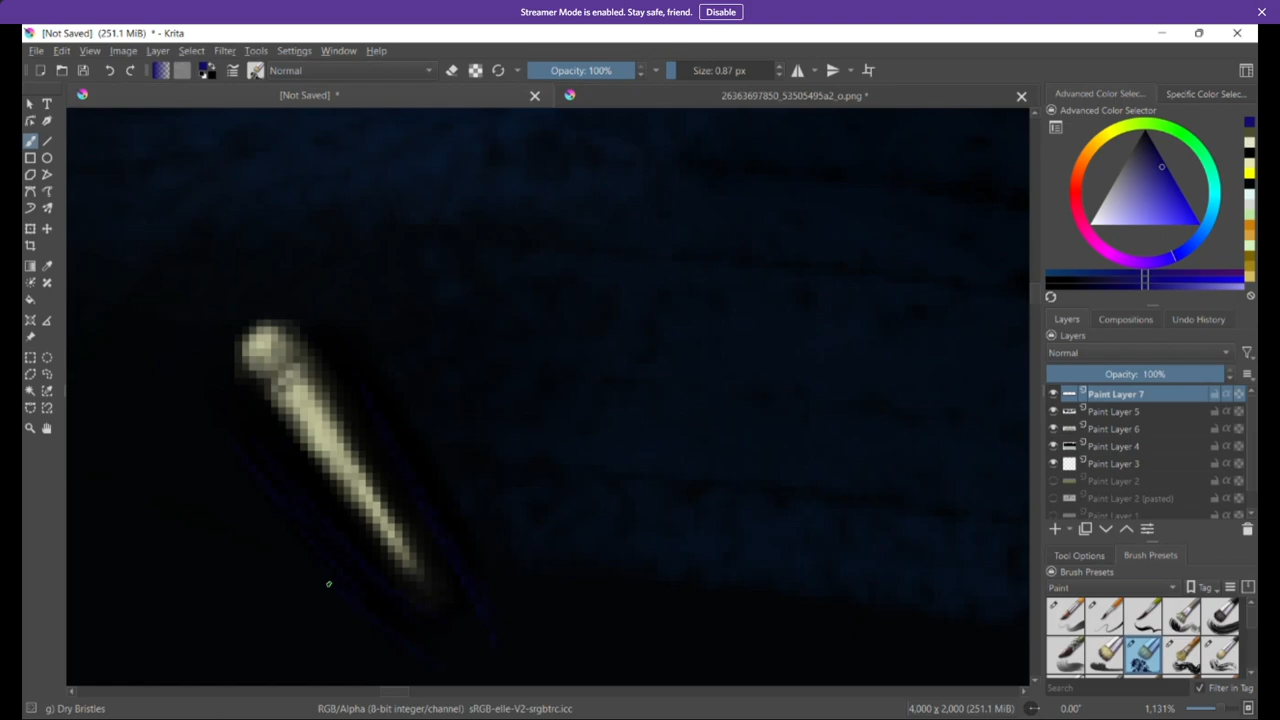 Streamer Mode is enabled. Stay safe, friend. Disable
[Not Saved] (251.1 MiB) * - Krita
File Edit View Image Layer Select Filter Tools Settings Window Help
Normal Opacity: 100% Size: 0.87 px
[Not Saved] * 26363697850_53505495a2_o.png * Advanced Color Selec... Specific Color Selec...
Advanced Color Selector
Layers Compositions Undo History
Layers
Normal
Opacity: 100%
Paint Layer 7
Paint Layer 5
Paint Layer 6
Paint Layer 4
Paint Layer 3
Paint Layer 2
Paint Layer 2 (pasted)
Paint Layer 1
Tool Options Brush Presets
Brush Presets
Paint Tag
Search Filter in Tag
g) Dry Bristles RGB/Alpha (8-bit integer/channel) sRGB-elle-V2-srgbtrc.icc 4,000 x 2,000 (251.1 MiB) 0.00° 1,131%